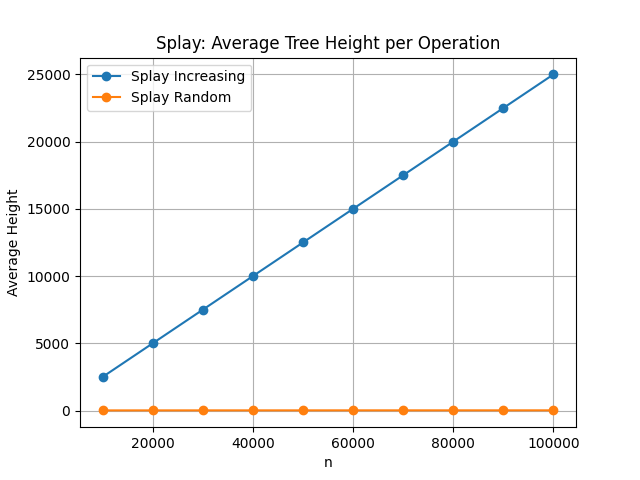 Splay: Average Tree Height per Operation
Splay Increasing
Splay Random
Average Height
25000
20000
15000
10000
5000
0
20000 40000 60000 80000 100000
n